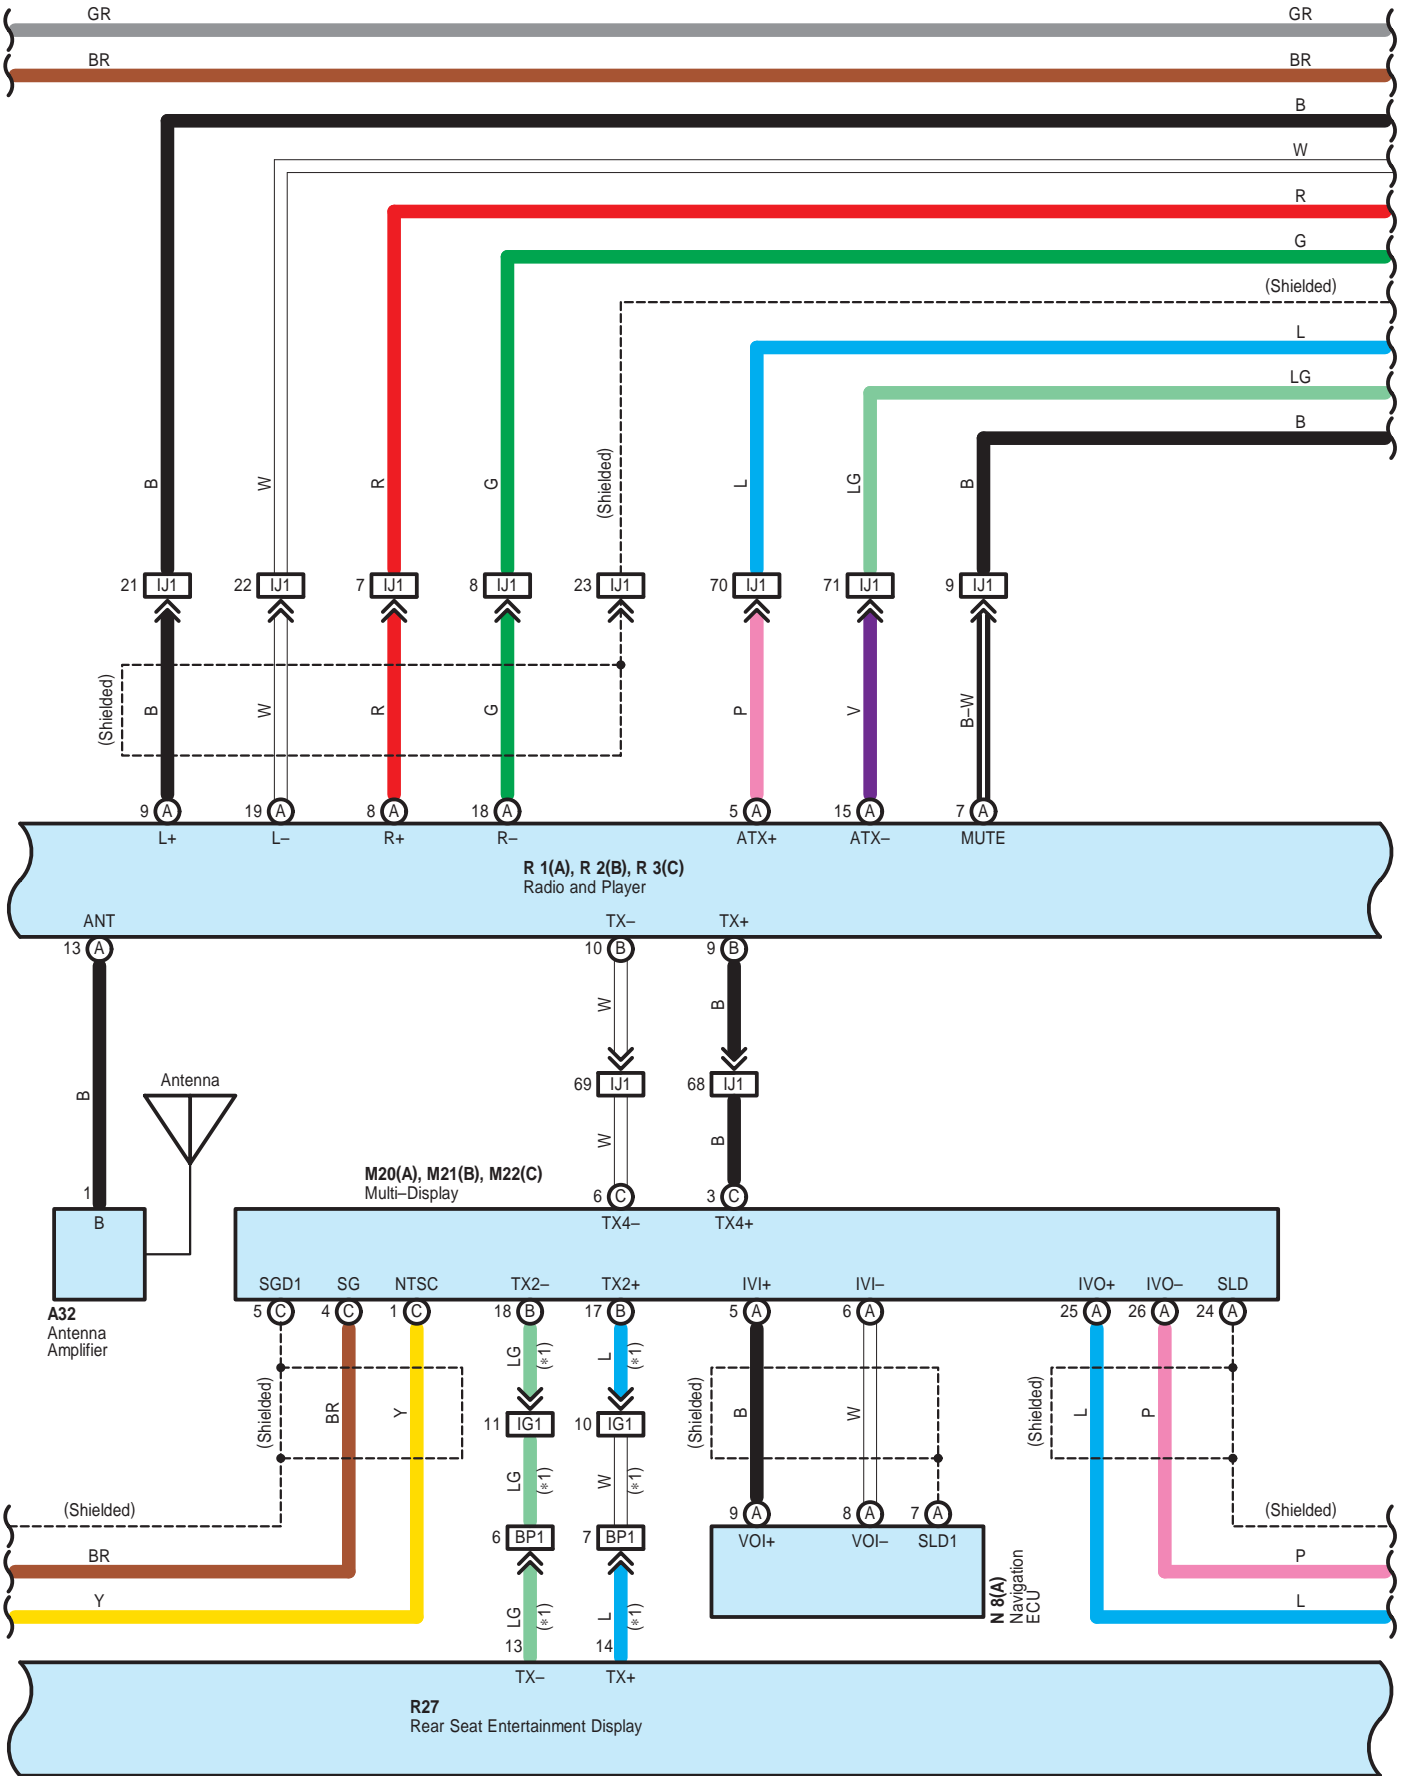 GR GR
BR BR
B
W
R
G
(Shielded)
L
LG
B
B W R G (Shielded) L LG B
21 IJ1 22 IJ1 7 IJ1 8 IJ1 23 IJ1 70 IJ1 71 IJ1 9 IJ1
(Shielded) B W R G P V B–W
9 A 19 A 8 A 18 A 5 A 15 A 7 A
L+ L– R+ R– ATX+ ATX– MUTE
R 1(A), R 2(B), R 3(C)
Radio and Player
ANT TX– TX+
13 A 10 B 9 B
W B
69 IJ1 68 IJ1
Antenna
B W B
M20(A), M21(B), M22(C)
Multi–Display
1 6 C 3 C
B TX4– TX4+
SGD1 SG NTSC TX2– TX2+ IVI+ IVI– IVO+ IVO– SLD
5 C 4 C 1 C 18 B 17 B 5 A 6 A 25 A 26 A 24 A
A32
Antenna
Amplifier
LG (*1) L (*1)
(Shielded) BR Y (Shielded) B W (Shielded) L P
11 IG1 10 IG1
LG (*1) W (*1)
(Shielded) 9 A 8 A 7 A (Shielded)
6 BP1 7 BP1 VOI+ VOI– SLD1
BR P
Y L
LG (*1) L (*1)
N 8(A)
Navigation
ECU
13 14
TX– TX+
R27
Rear Seat Entertainment Display